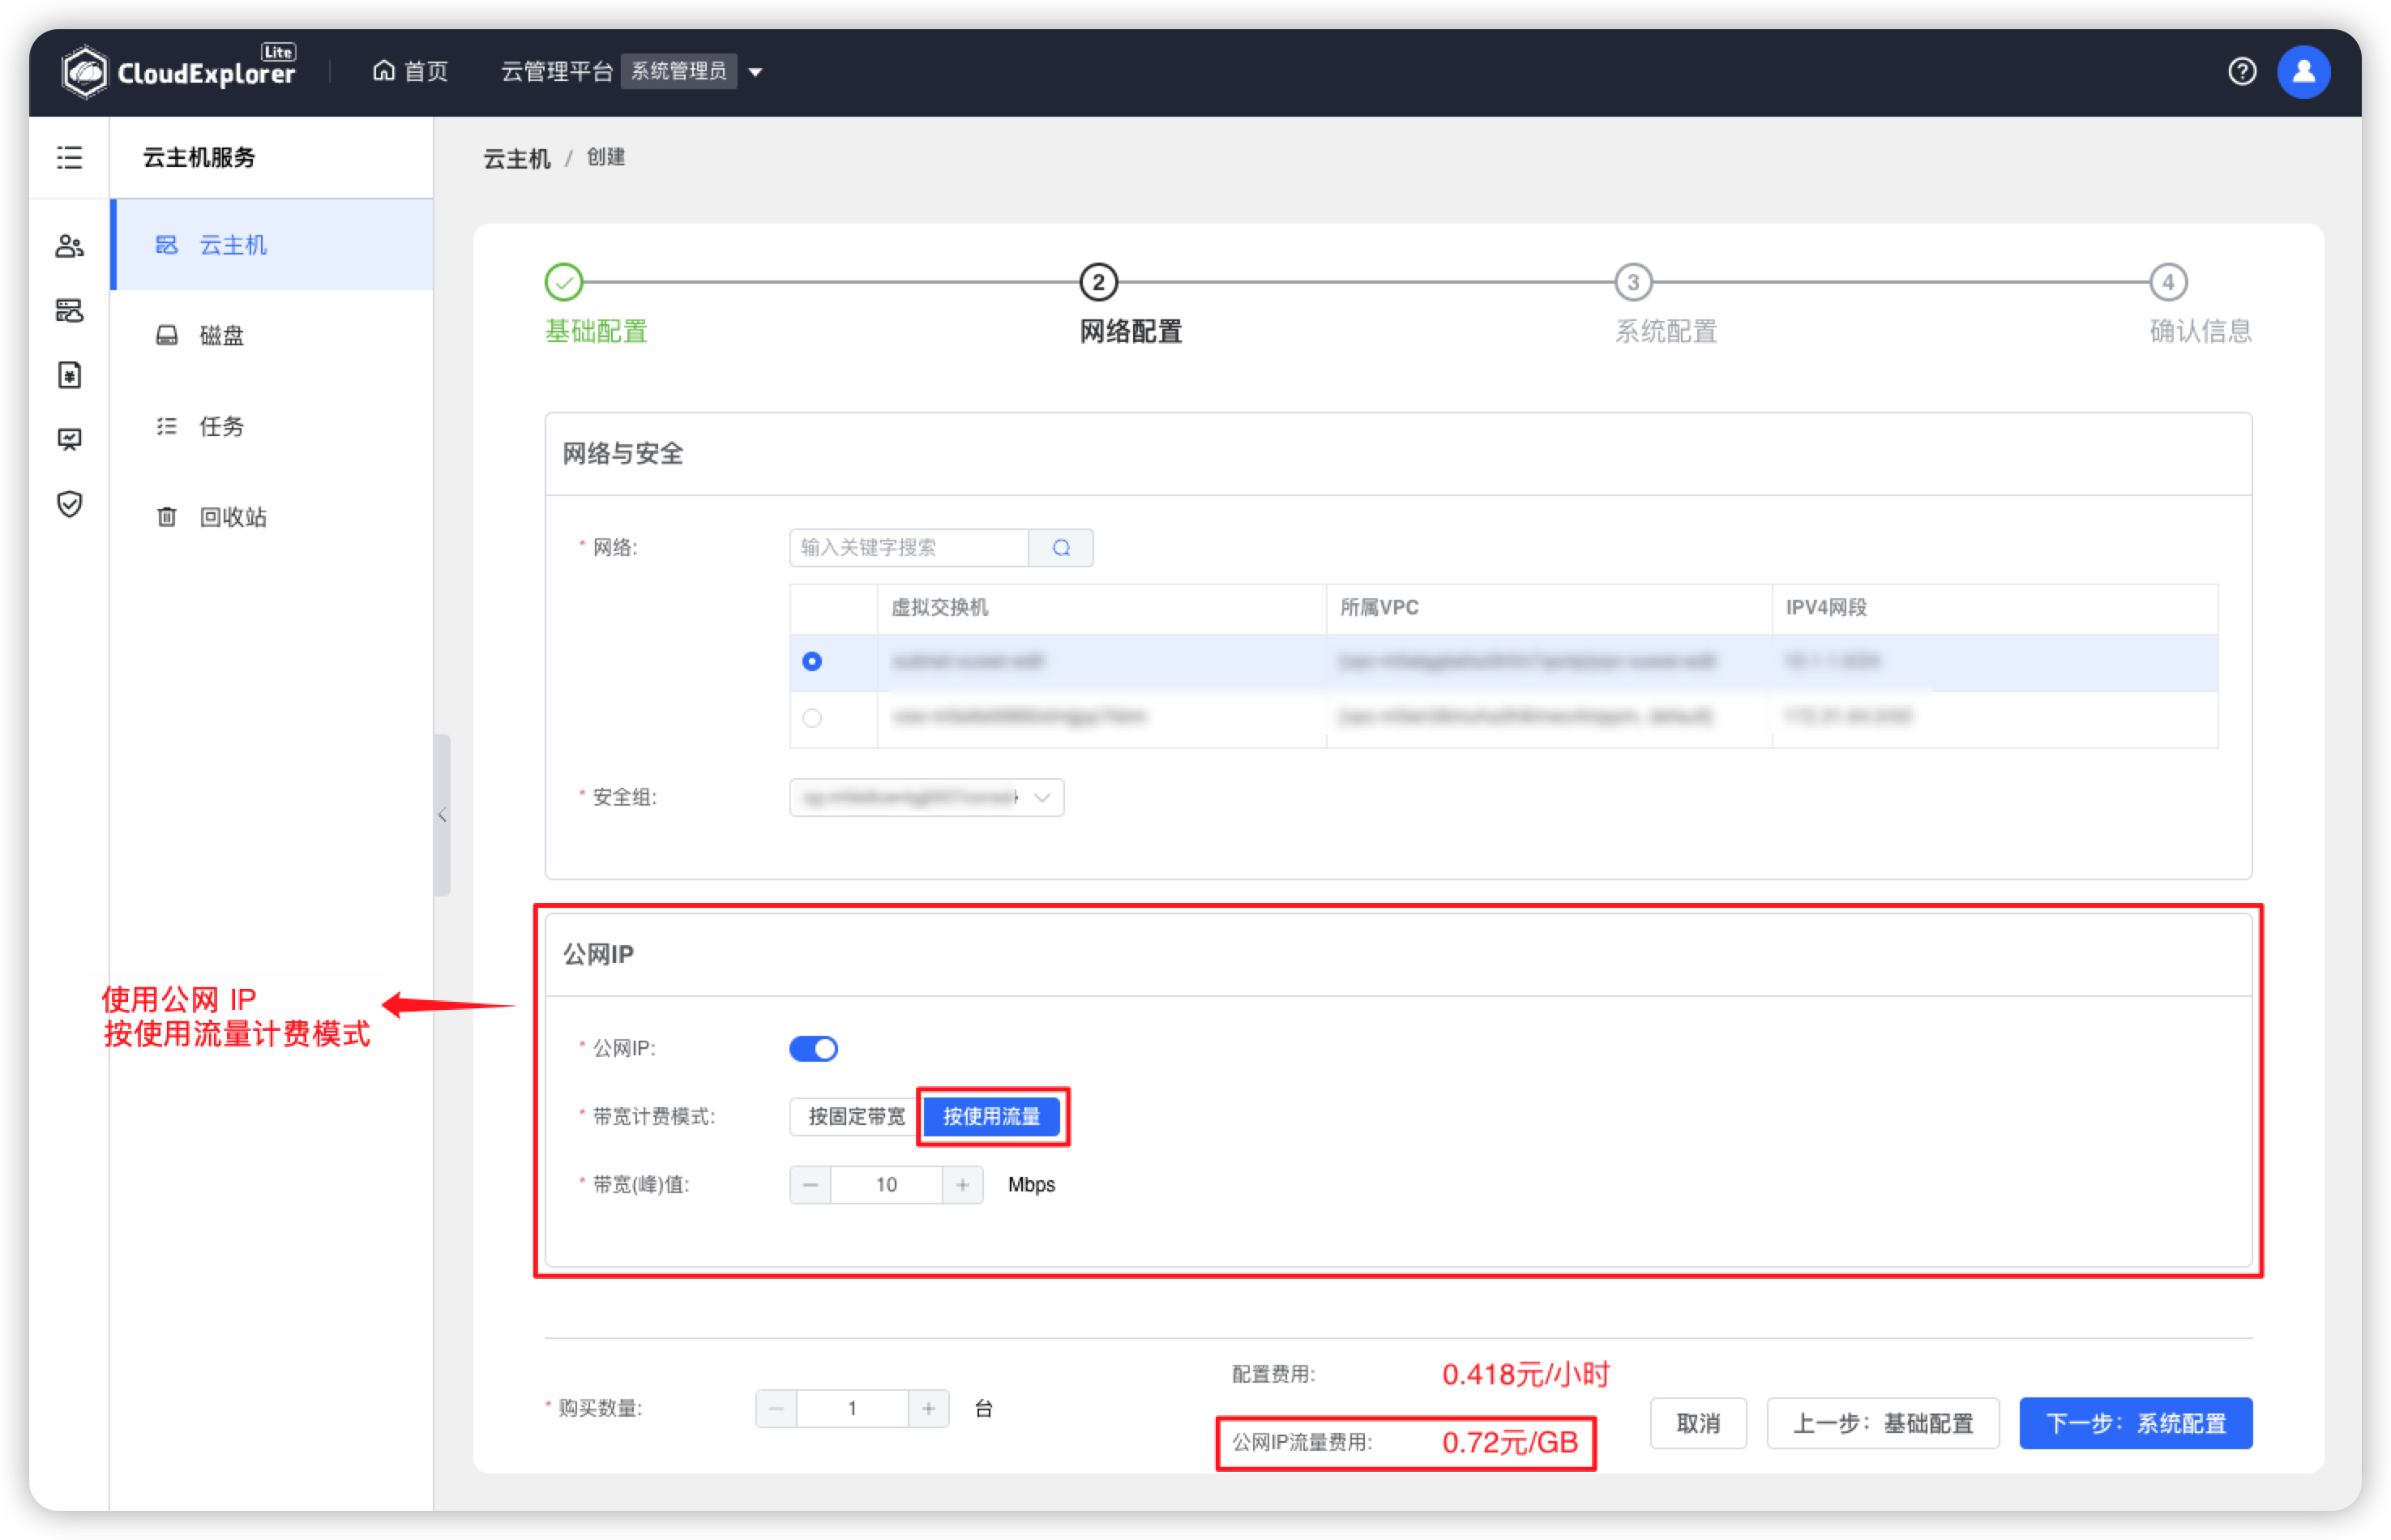 CloudExplorer Lite
首页
云管理平台 系统管理员
云主机服务
云主机
磁盘
任务
回收站
云主机 / 创建
基础配置
2 网络配置
3 系统配置
4 确认信息
网络与安全
* 网络:
输入关键字搜索
虚拟交换机 所属VPC IPV4网段
* 安全组:
公网IP
使用公网 IP
按使用流量计费模式
* 公网IP:
* 带宽计费模式: 按固定带宽 按使用流量
* 带宽(峰)值: − 10 + Mbps
* 购买数量: − 1 + 台
配置费用: 0.418元/小时
公网IP流量费用: 0.72元/GB
取消
上一步：基础配置
下一步：系统配置